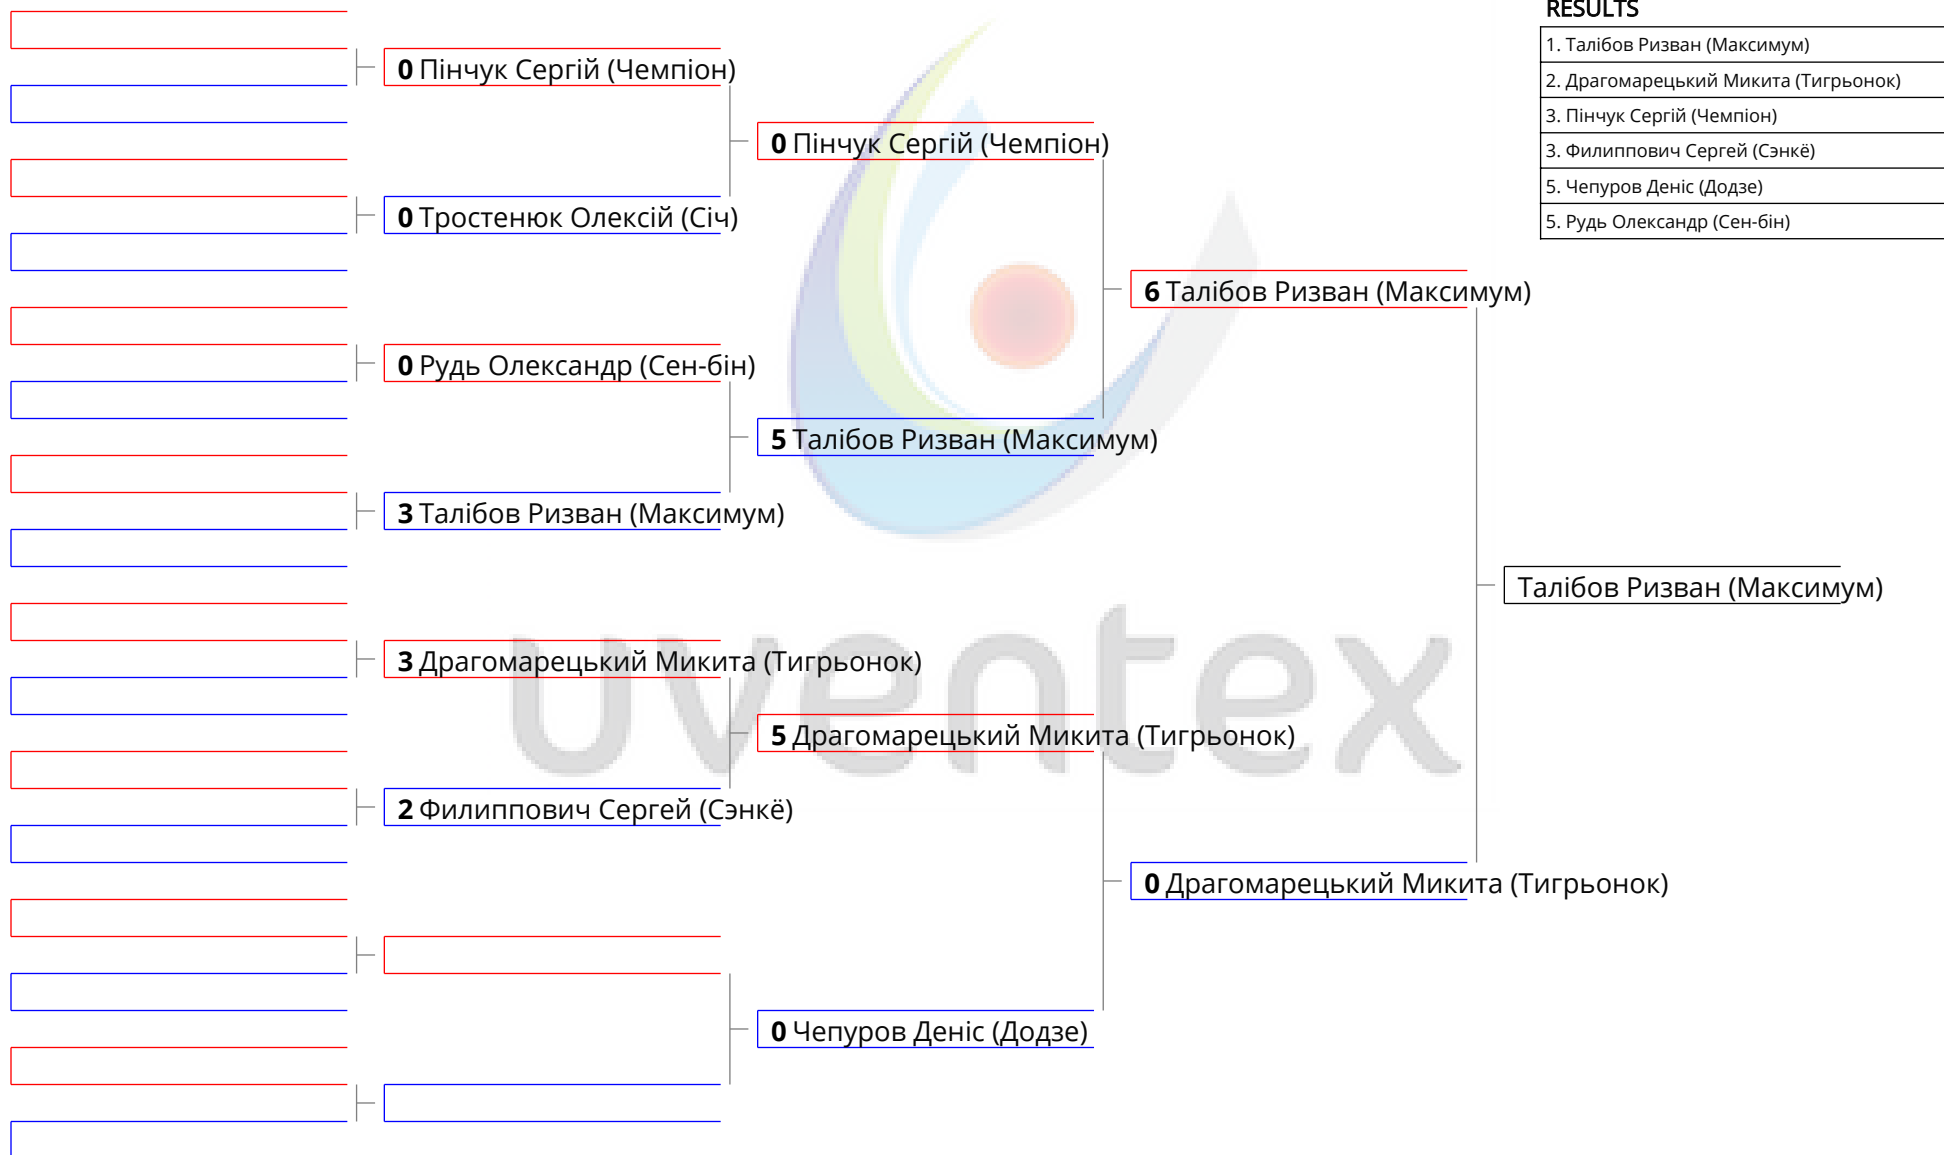 RESULTS
1. Талібов Ризван (Максимум)
2. Драгомарецький Микита (Тигрьонок)
3. Пінчук Сергій (Чемпіон)
3. Филиппович Сергей (Сэнкё)
5. Чепуров Деніс (Додзе)
5. Рудь Олександр (Сен-бін)
0 Пінчук Сергій (Чемпіон)
0 Пінчук Сергій (Чемпіон)
0 Тростенюк Олексій (Січ)
6 Талібов Ризван (Максимум)
0 Рудь Олександр (Сен-бін)
5 Талібов Ризван (Максимум)
3 Талібов Ризван (Максимум)
Талібов Ризван (Максимум)
3 Драгомарецький Микита (Тигрьонок)
uventex
5 Драгомарецький Микита (Тигрьонок)
2 Филиппович Сергей (Сэнкё)
0 Драгомарецький Микита (Тигрьонок)
0 Чепуров Деніс (Додзе)